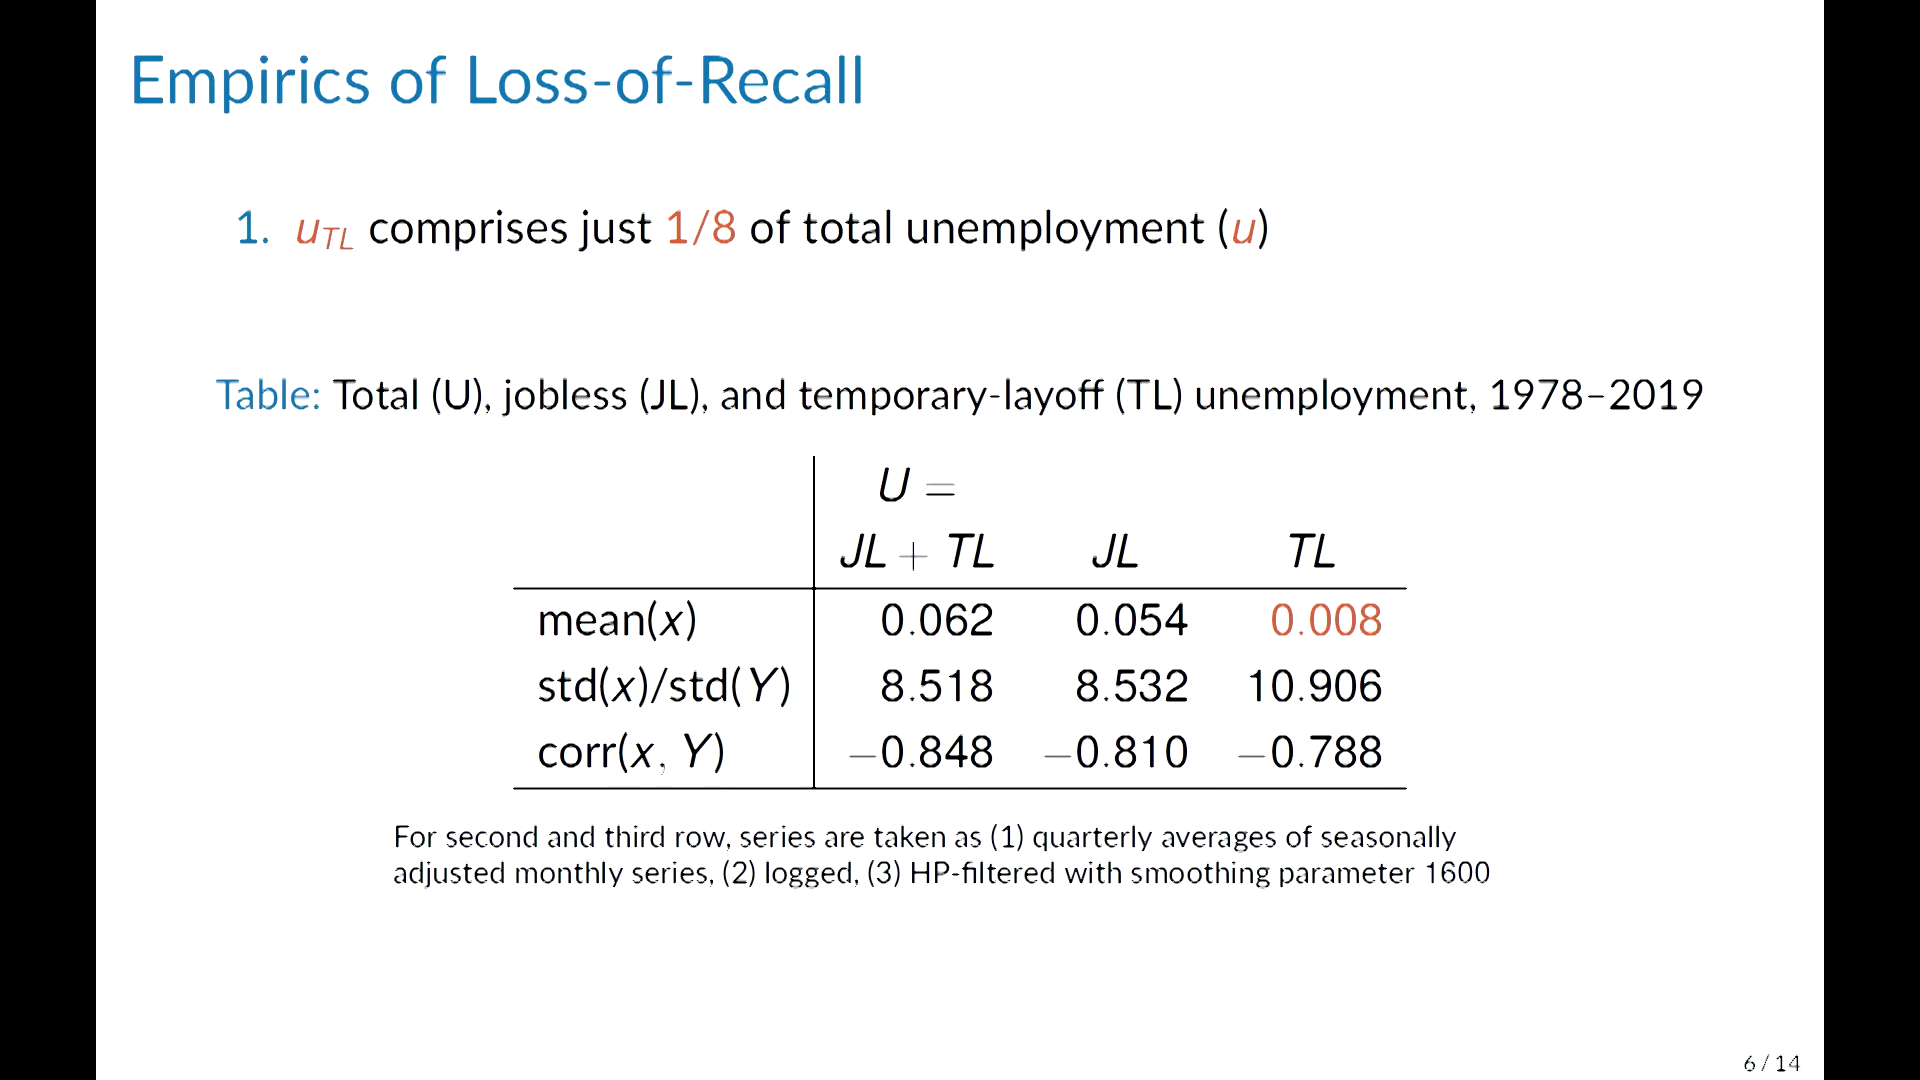 Empirics of Loss-of-Recall
1. uTL comprises just 1/8 of total unemployment (u)
Table: Total (U), jobless (JL), and temporary-layoff (TL) unemployment, 1978–2019
U =
JL + TL JL TL
mean(x) 0.062 0.054 0.008
std(x)/std(Y) 8.518 8.532 10.906
corr(x, Y) −0.848 −0.810 −0.788
For second and third row, series are taken as (1) quarterly averages of seasonally
adjusted monthly series, (2) logged, (3) HP-filtered with smoothing parameter 1600
6 / 14